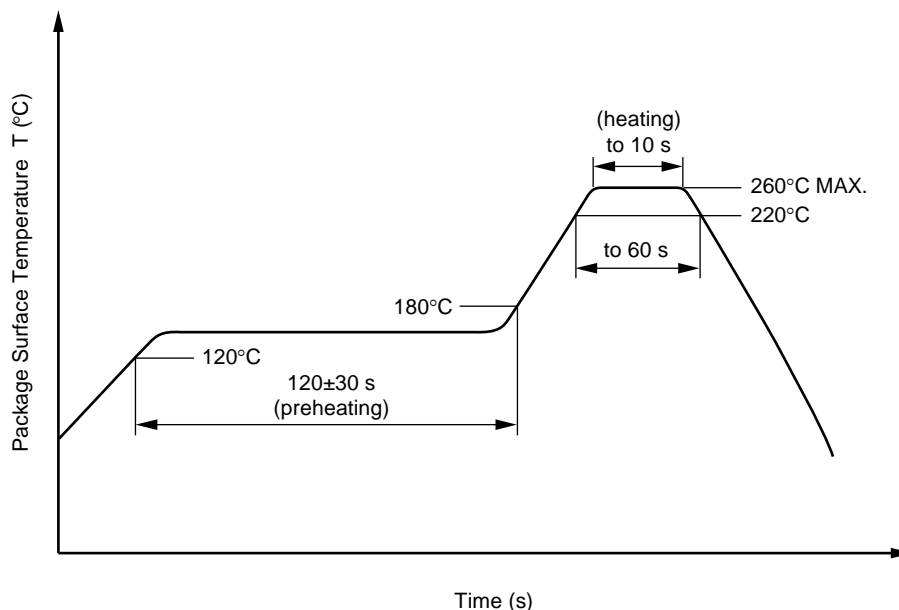 Package Surface Temperature T (°C)
(heating)
to 10 s
260°C MAX.
220°C
to 60 s
180°C
120°C
120±30 s
(preheating)
Time (s)